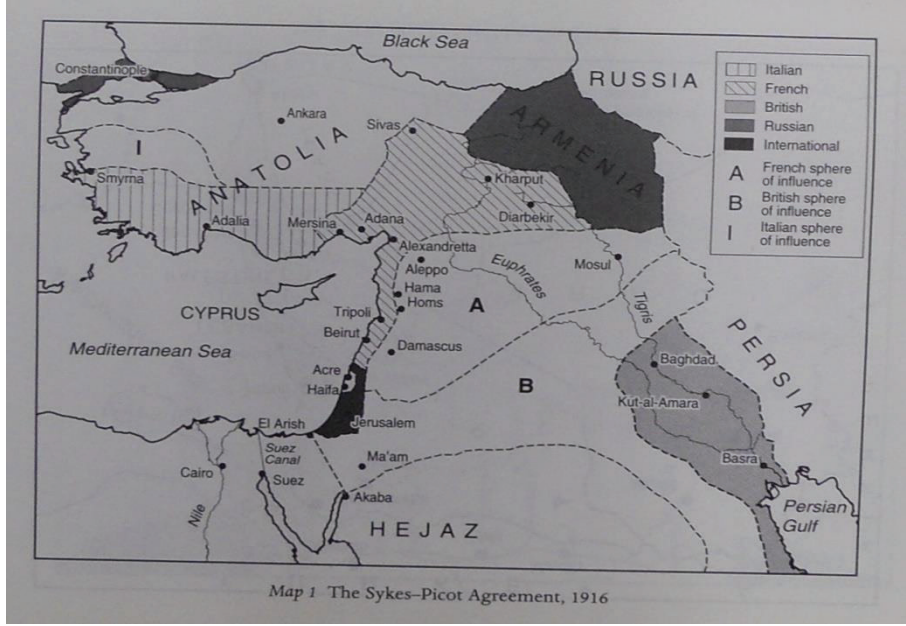 Black Sea
RUSSIA
Constantinople
Ankara
Sivas
ANATOLIA
ARMENIA
I
Smyrna
Adalia
Mersina
Adana
Kharput
Diarbekir
Alexandretta
Aleppo
Mosul
Euphrates
Tigris
Hama
Homs
A
CYPRUS
Tripoli
Beirut
Damascus
Mediterranean Sea
PERSIA
Acre
Haifa
B
Baghdad
Kut-al-Amara
El Arish
Jerusalem
Suez
Canal
Ma'am
Basra
Cairo
Suez
Akaba
Nile
HEJAZ
Persian
Gulf
Italian
French
British
Russian
International
A French sphere
of influence
B British sphere
of influence
I Italian sphere
of influence
Map 1 The Sykes–Picot Agreement, 1916